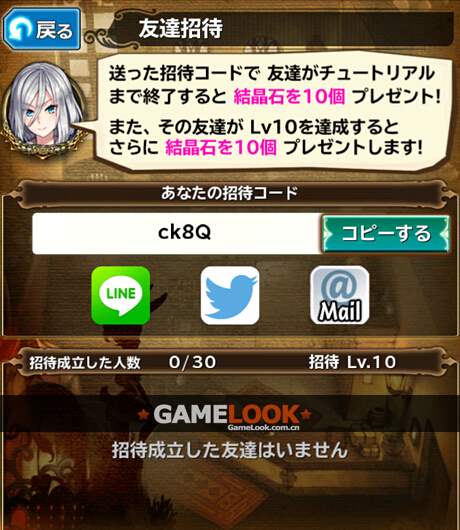 戻る
友達招待
送った招待コードで 友達がチュートリアル
まで終了すると 結晶石を10個 プレゼント!
また、その友達が Lv10を達成すると
さらに 結晶石を10個 プレゼントします!
あなたの招待コード
ck8Q
コピーする
LINE
@
Mail
招待成立した人数 0/30 招待 Lv.10
GAMELOOK
GameLook.com.cn
招待成立した友達はいません